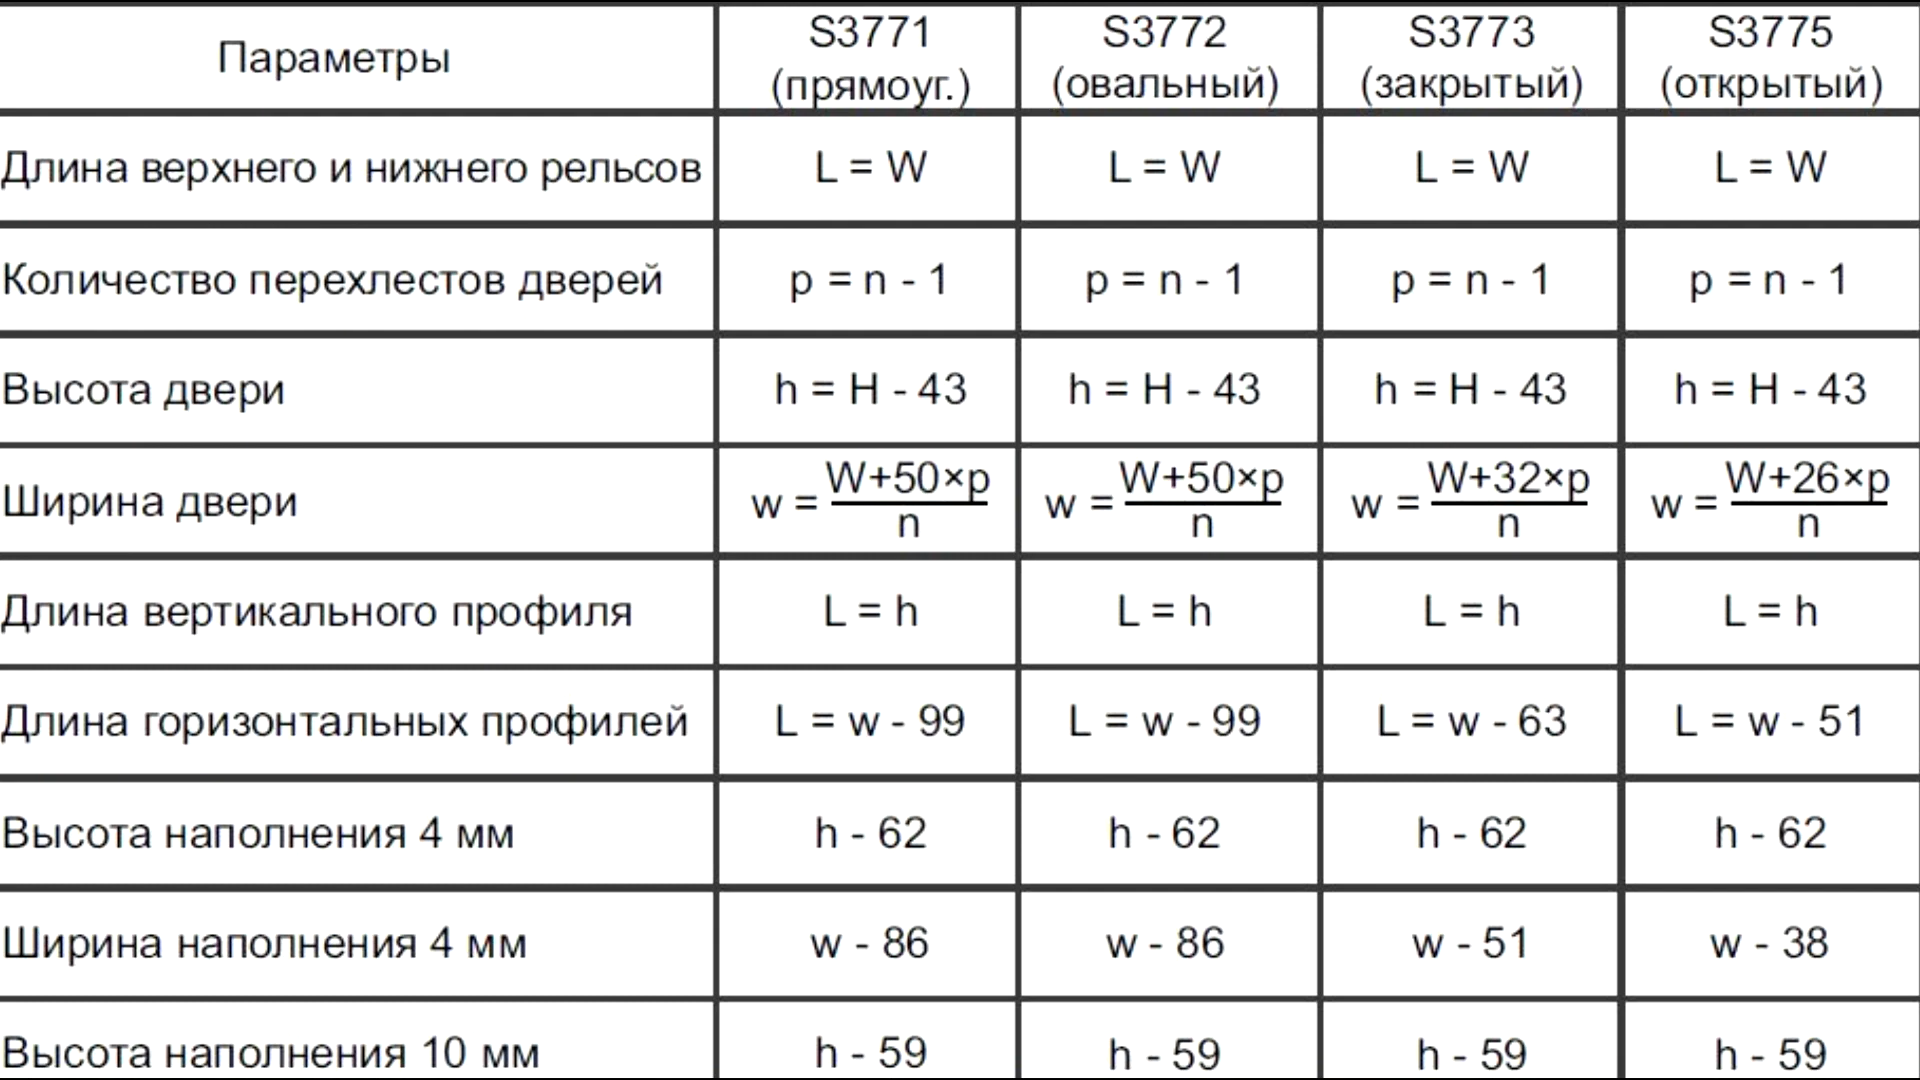 Параметры S3771 (прямоуг.) S3772 (овальный) S3773 (закрытый) S3775 (открытый)
Длина верхнего и нижнего рельсов L = W L = W L = W L = W
Количество перехлестов дверей p = n - 1 p = n - 1 p = n - 1 p = n - 1
Высота двери h = H - 43 h = H - 43 h = H - 43 h = H - 43
Ширина двери w = W+50×p / n w = W+50×p / n w = W+32×p / n w = W+26×p / n
Длина вертикального профиля L = h L = h L = h L = h
Длина горизонтальных профилей L = w - 99 L = w - 99 L = w - 63 L = w - 51
Высота наполнения 4 мм h - 62 h - 62 h - 62 h - 62
Ширина наполнения 4 мм w - 86 w - 86 w - 51 w - 38
Высота наполнения 10 мм h - 59 h - 59 h - 59 h - 59